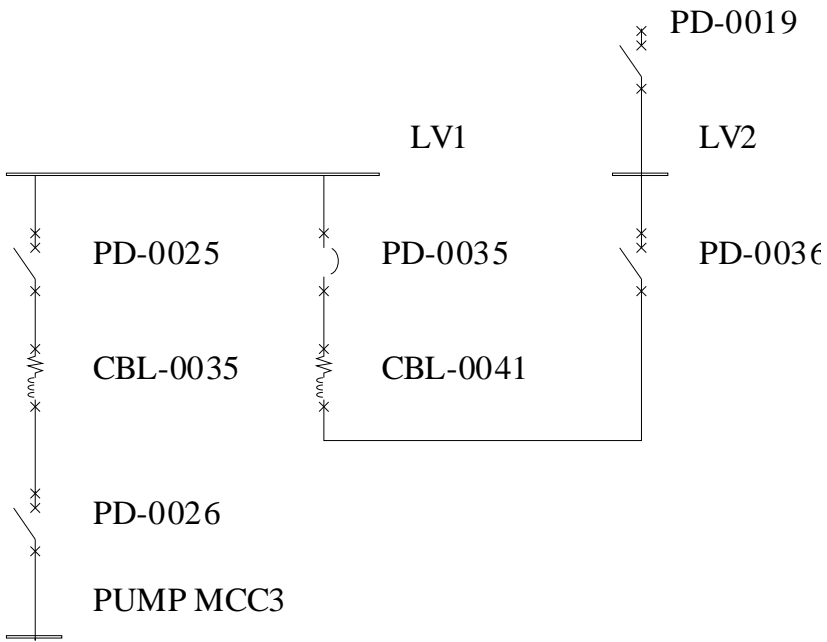 PD-0019
LV1
LV2
PD-0025
PD-0035
PD-0036
CBL-0035
CBL-0041
PD-0026
PUMP MCC3